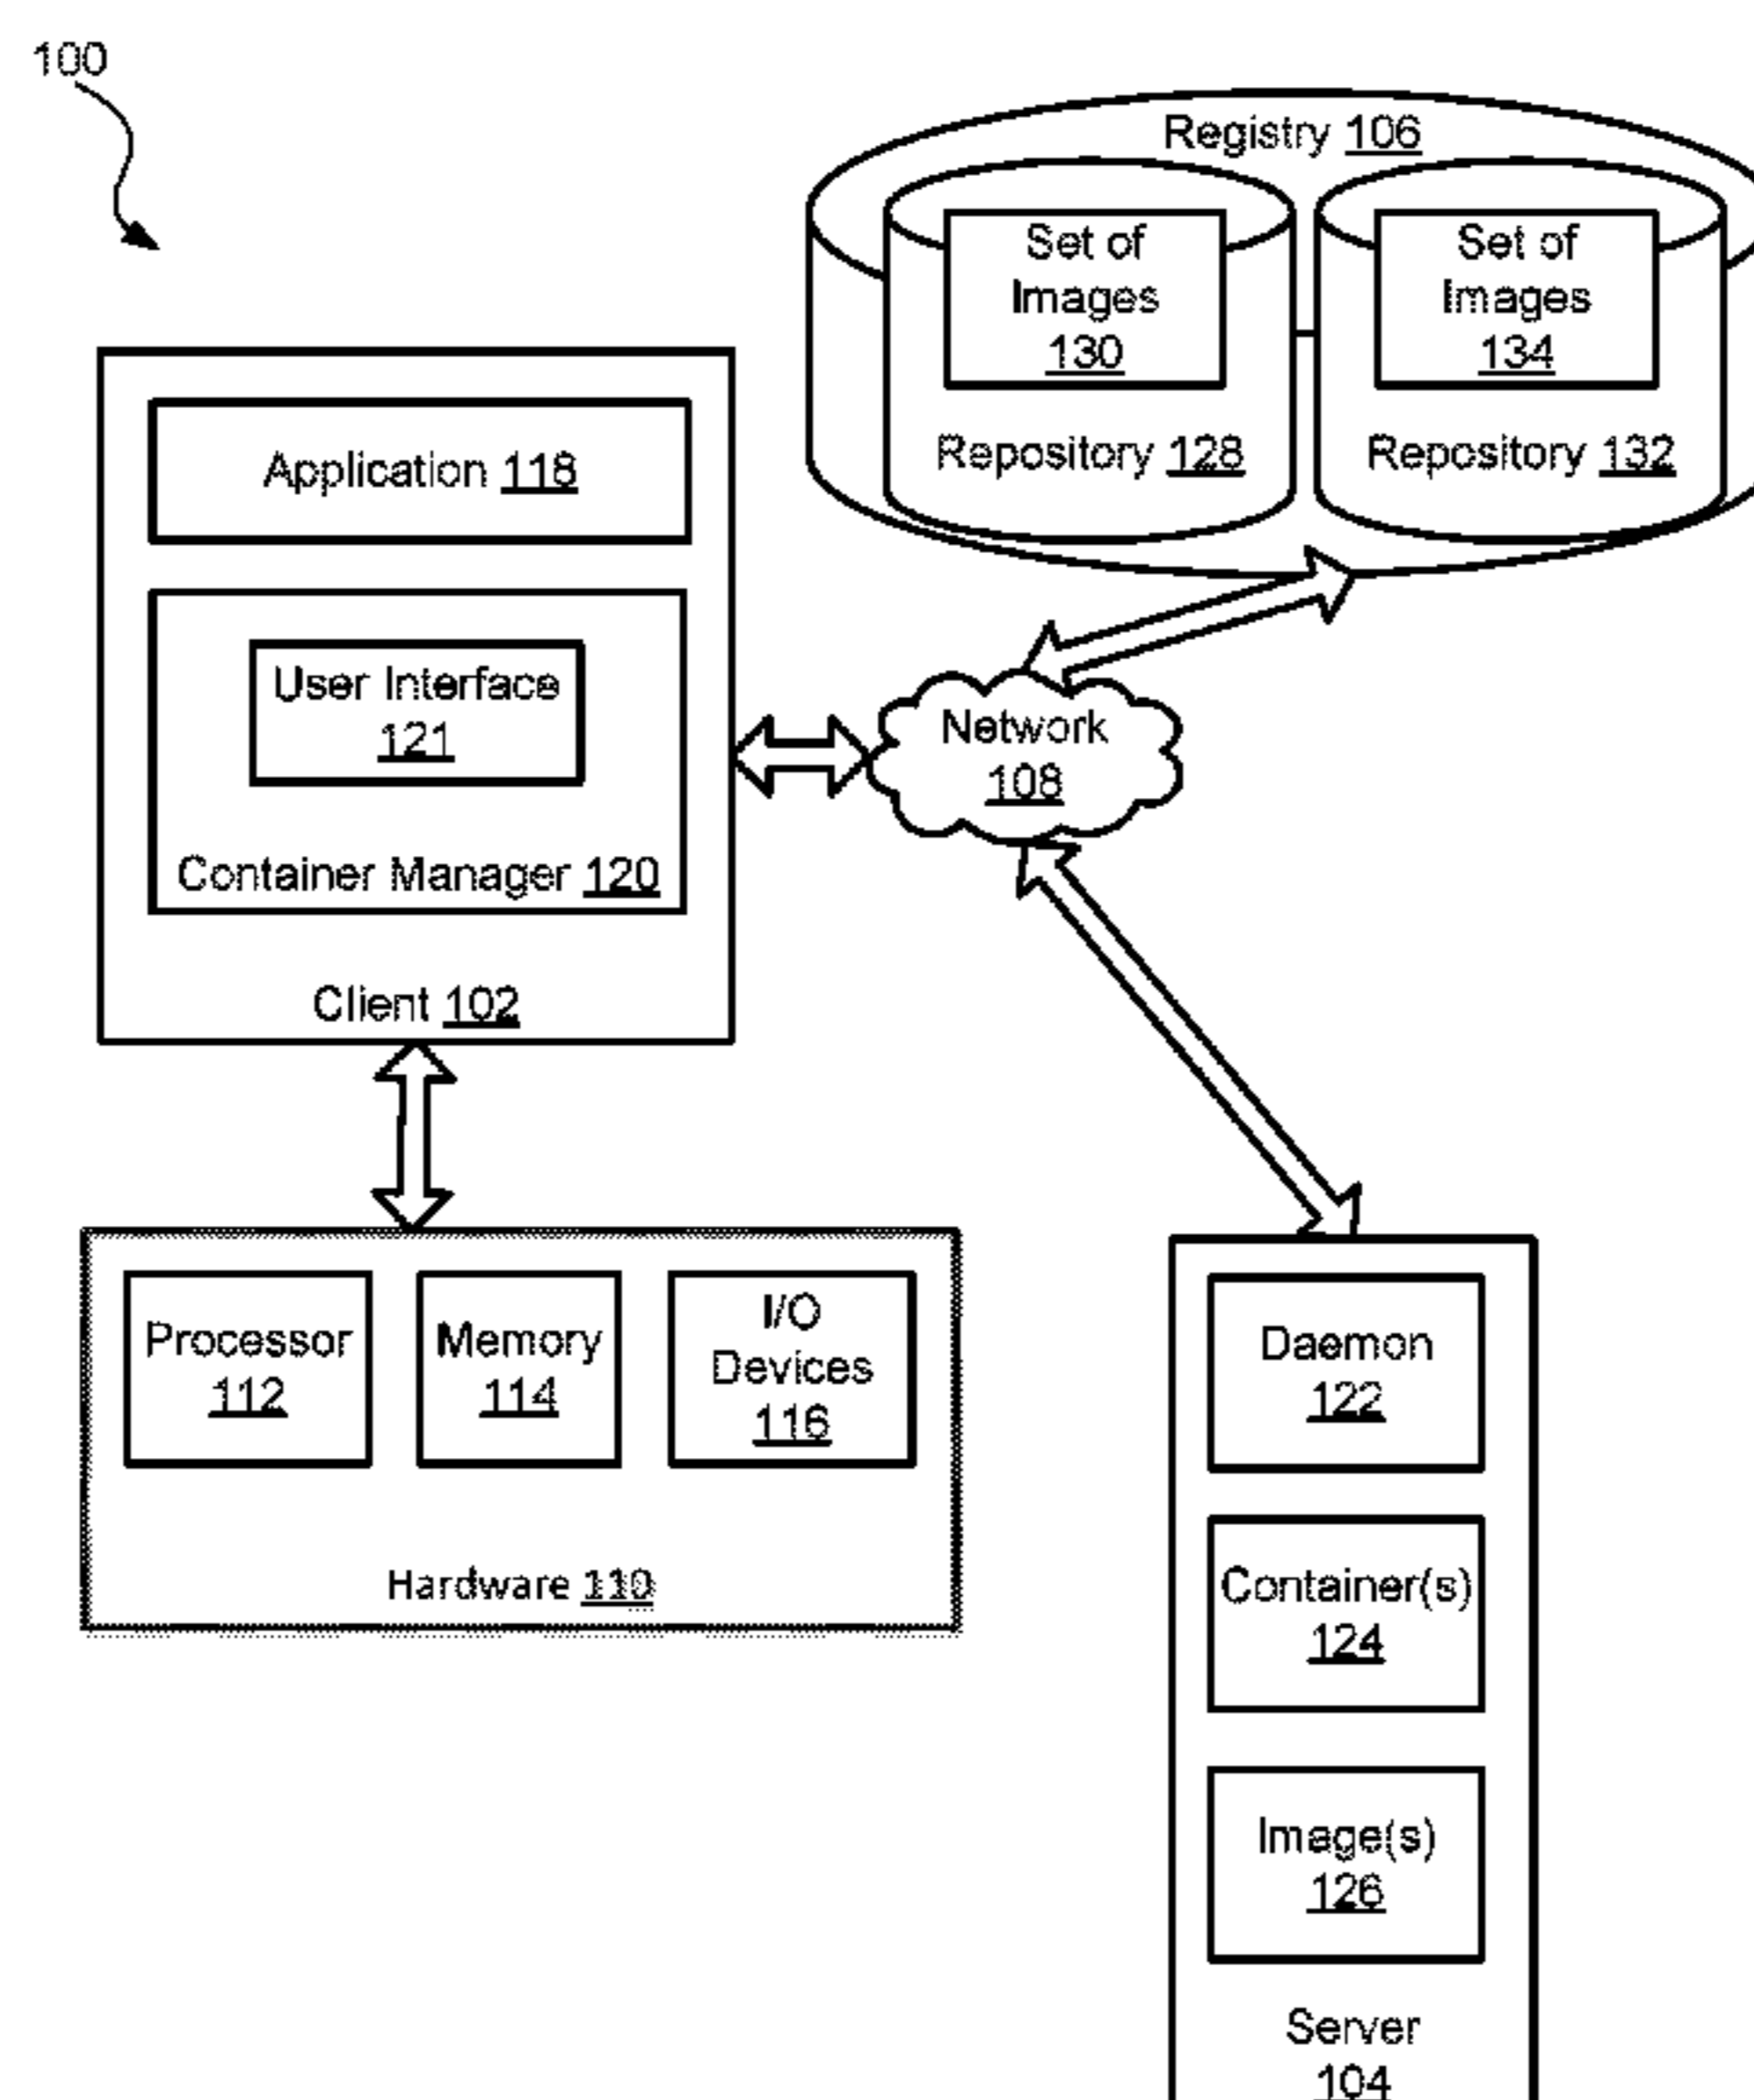 100
Registry 106
Set of
Images
130
Repository 128
Set of
Images
134
Repository 132
Application 118
User Interface
121
Container Manager 120
Client 102
Network
108
Processor
112
Memory
114
I/O
Devices
116
Hardware 110
Daemon
122
Container(s)
124
Image(s)
126
Server
104